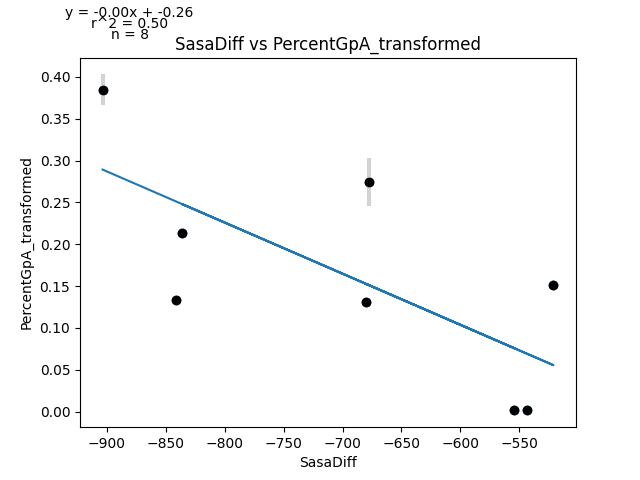 y = -0.00x + -0.26
r^2 = 0.50
n = 8
SasaDiff vs PercentGpA_transformed
0.40
0.35
0.30
0.25
0.20
0.15
0.10
0.05
0.00
PercentGpA_transformed
−900 −850 −800 −750 −700 −650 −600 −550
SasaDiff